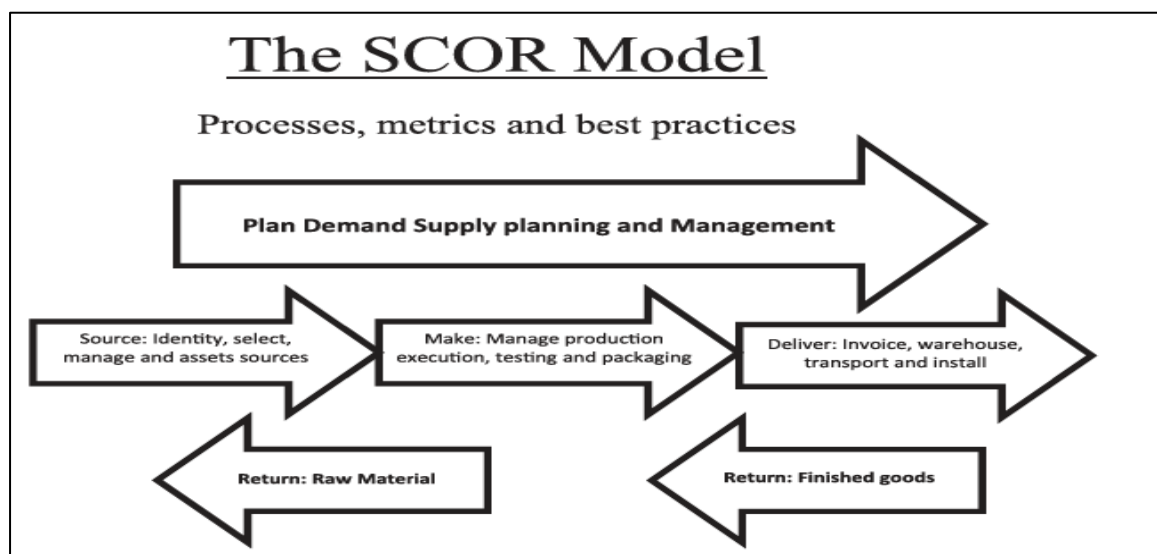 The SCOR Model
Processes, metrics and best practices
Plan Demand Supply planning and Management
Source: Identity, select,
manage and assets sources
Make: Manage production
execution, testing and packaging
Deliver: Invoice, warehouse,
transport and install
Return: Raw Material
Return: Finished goods